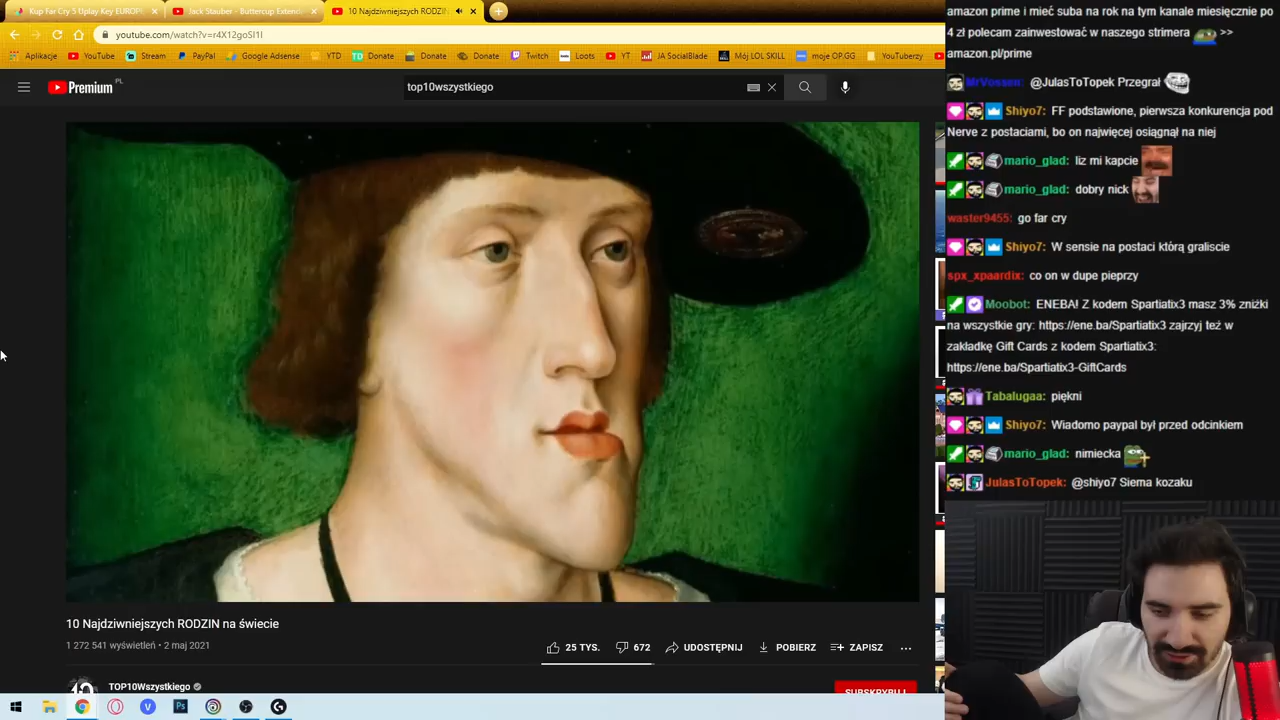 Kup Far Cry 5 Uplay Key EUROP
Jack Stauber - Buttercup Extend
10 Najdziwniejszych RODZIN
youtube.com/watch?v=r4X12goSI1I
Aplikacje
YouTube
Stream
PayPal
Google Adsense
YTD
Donate
Donate
Donate
Twitch
Loots
YT
JA SocialBlade
Mój LOL SKILL
moje OP.GG
YouTuberzy
Premium PL
top10wszystkiego
10 Najdziwniejszych RODZIN na świecie
1 272 541 wyświetleń • 2 maj 2021
25 TYS.
672
UDOSTĘPNIJ
POBIERZ
ZAPISZ
TOP10Wszystkiego
SUBSKRYBUJ
amazon prime i mieć suba na rok na tym kanale miesięcznie po
4 zł polecam zainwestować w naszego strimera >>
amazon.pl/prime
MrVossen: @JulasToTopek Przegrał
Shiyo7: FF podstawione, pierwsza konkurencja pod
Nerve z postaciami, bo on najwięcej osiągnął na niej
mario_glad: liz mi kapcie
mario_glad: dobry nick
waster9455: go far cry
Shiyo7: W sensie na postaci którą graliscie
spx_xpaardix: co on w dupe pieprzy
Moobot: ENEBA! Z kodem Spartiatix3 masz 3% zniżki
na wszystkie gry: https://ene.ba/Spartiatix3 zajrzyj też w
zakładkę Gift Cards z kodem Spartiatix3:
https://ene.ba/Spartiatix3-GiftCards
Tabalugaa: piękni
Shiyo7: Wiadomo paypal był przed odcinkiem
mario_glad: nimiecka
JulasToTopek: @shiyo7 Siema kozaku